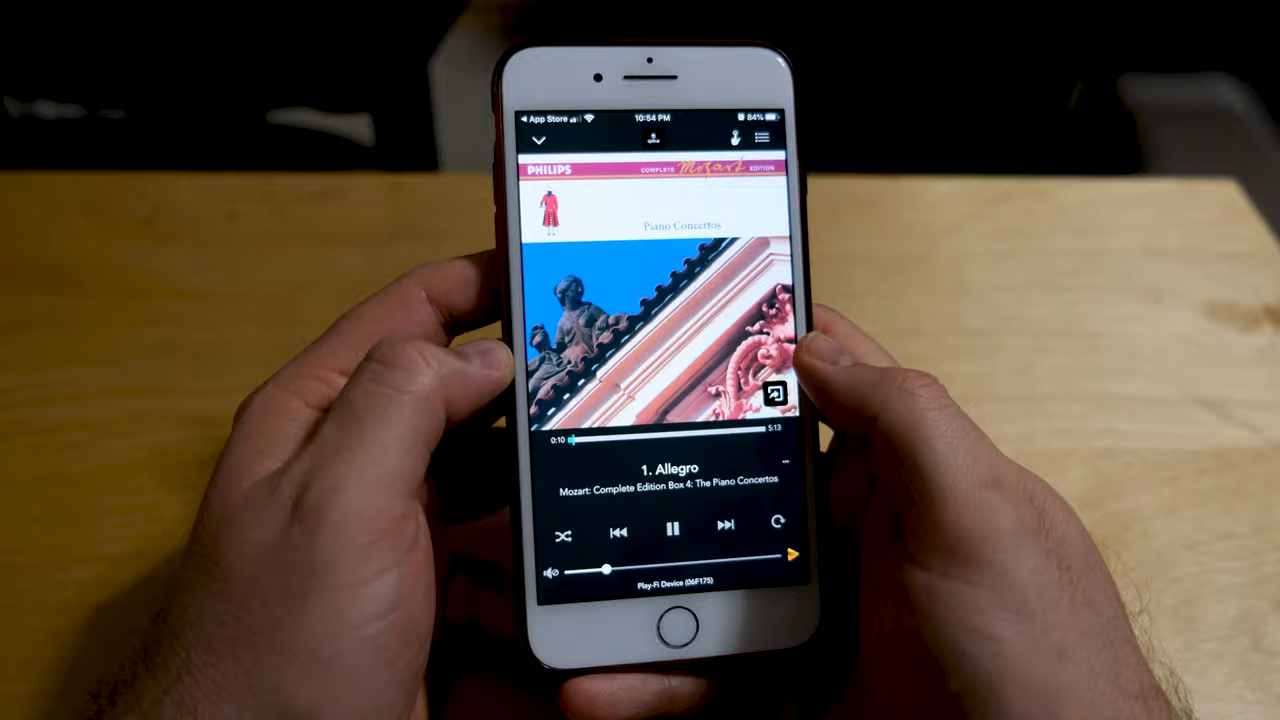 App Store 10:54 PM 84%
qobuz
PHILIPS COMPLETE Mozart EDITION
Piano Concertos
0:10 5:13
1. Allegro
Mozart: Complete Edition Box 4: The Piano Concertos
Play-Fi Device (06F175)